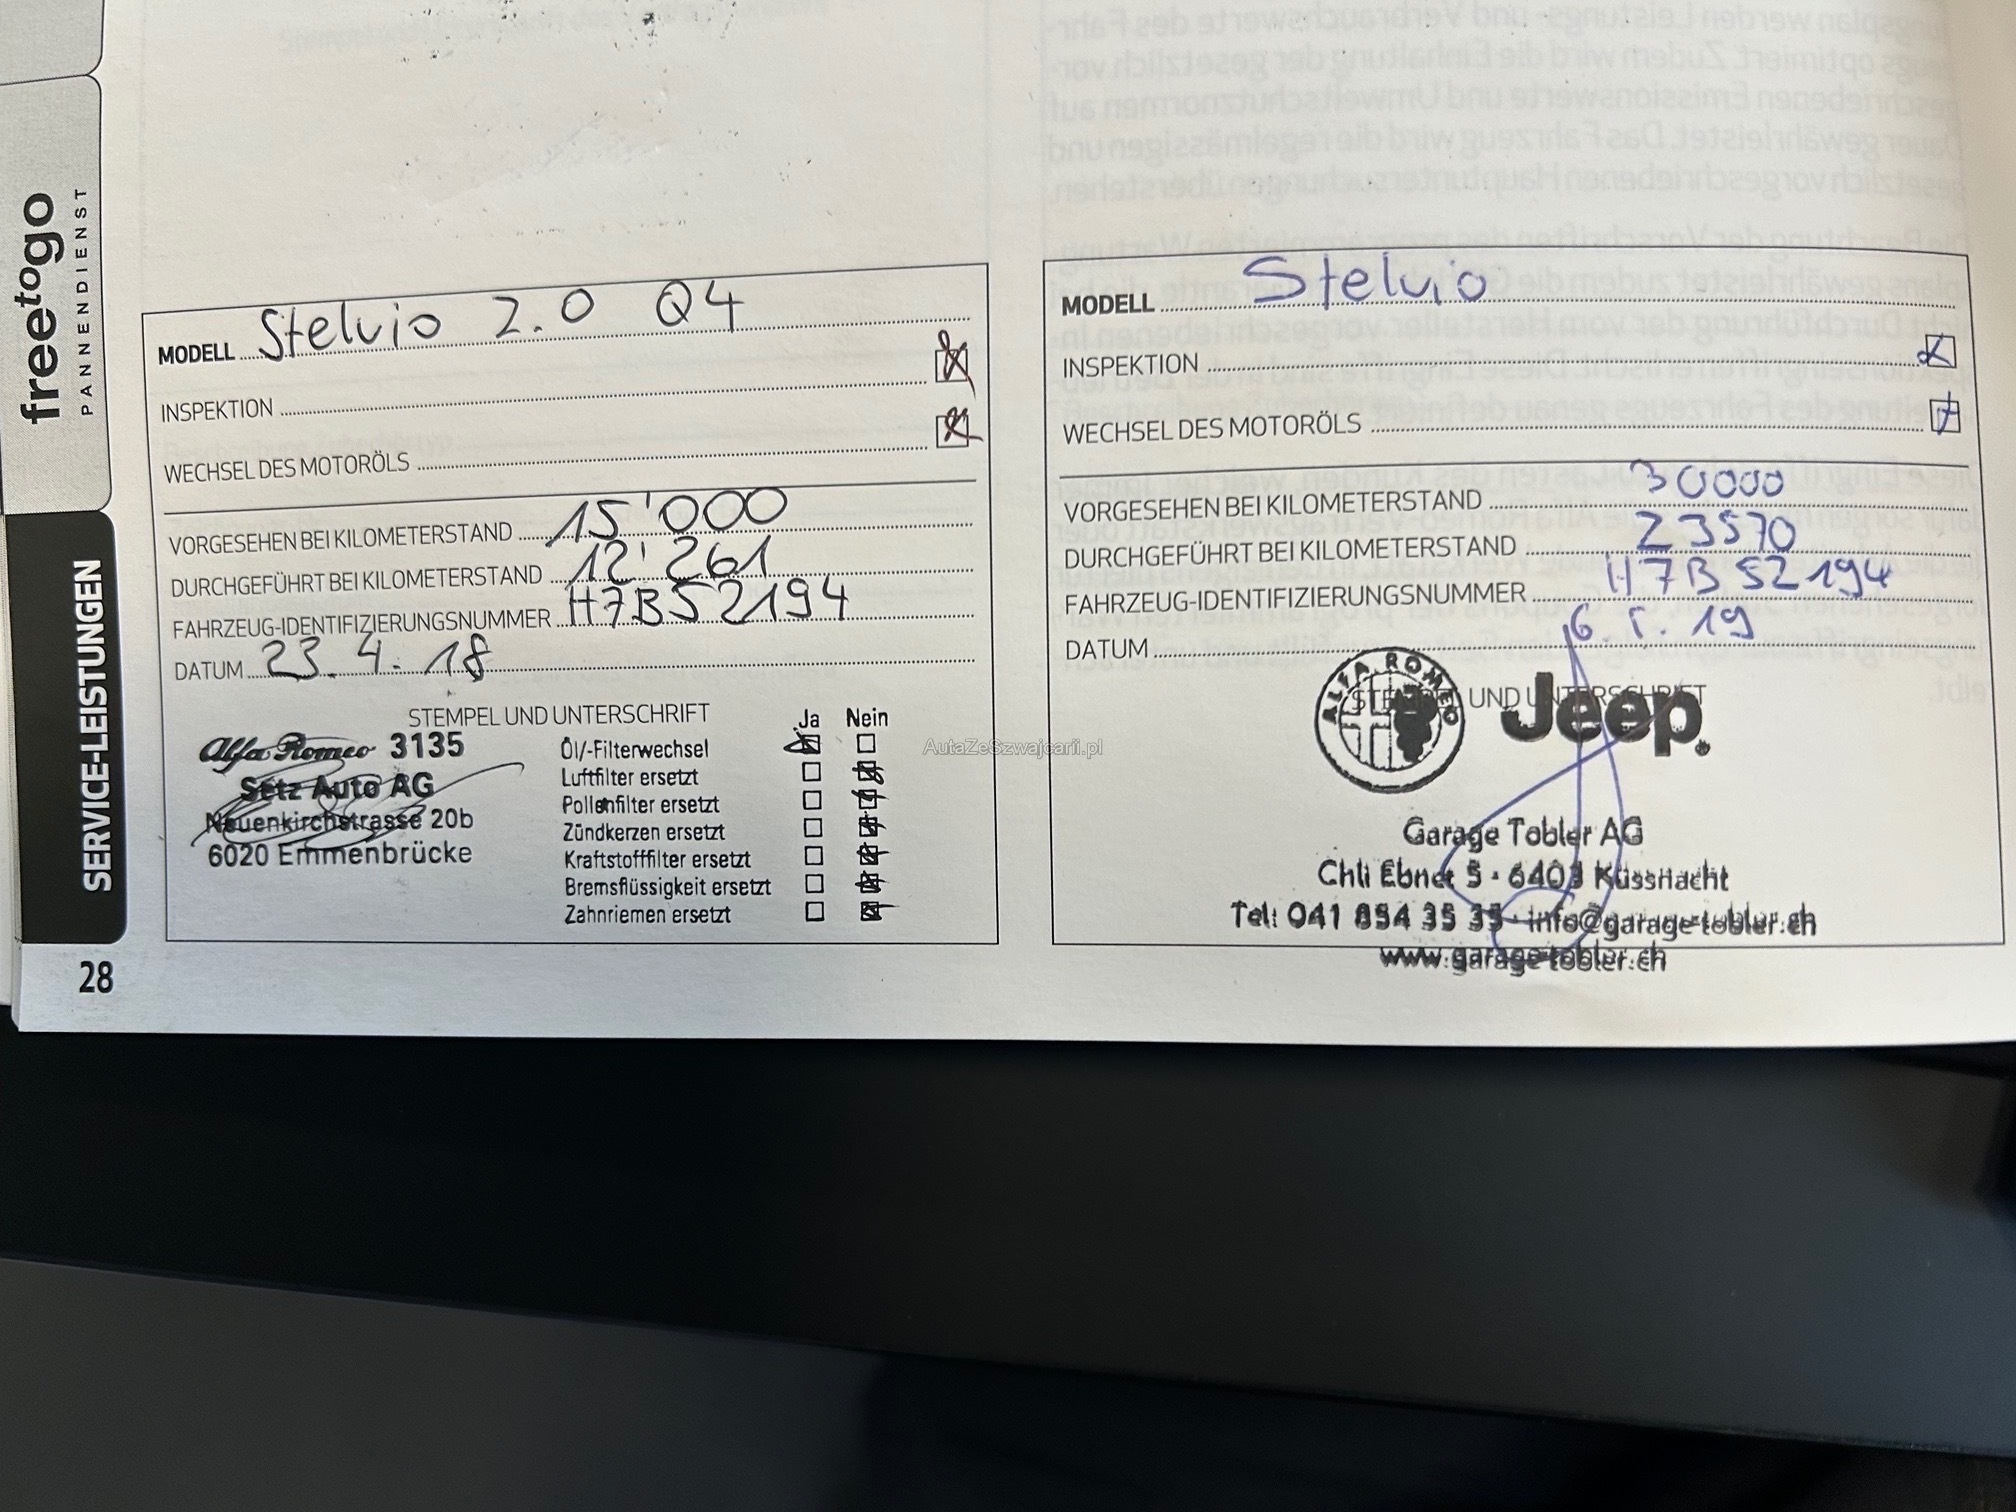 freetogo
PANNENDIENST
SERVICE-LEISTUNGEN
28
MODELL Stelvio 2.0 Q4
INSPEKTION
WECHSEL DES MOTORÖLS
VORGESEHEN BEI KILOMETERSTAND 15'000
DURCHGEFÜHRT BEI KILOMETERSTAND 12'261
FAHRZEUG-IDENTIFIZIERUNGSNUMMER H7B52194
DATUM 23.4.18
STEMPEL UND UNTERSCHRIFT
Alfa Romeo 3135
Setz Auto AG
Neuenkirchstrasse 20b
6020 Emmenbrücke
Ja Nein
Öl/-Filterwechsel
Luftfilter ersetzt
Pollenfilter ersetzt
Zündkerzen ersetzt
Kraftstofffilter ersetzt
Bremsflüssigkeit ersetzt
Zahnriemen ersetzt
MODELL Stelvio
INSPEKTION
WECHSEL DES MOTORÖLS
VORGESEHEN BEI KILOMETERSTAND 30000
DURCHGEFÜHRT BEI KILOMETERSTAND 23570
FAHRZEUG-IDENTIFIZIERUNGSNUMMER H7B52194
DATUM 6.5.19
STEMPEL UND UNTERSCHRIFT
ALFA ROMEO
Jeep
Garage Tobler AG
Chli Ebnet 5 · 6403 Küssnacht
Tel: 041 854 35 35 · info@garage-tobler.ch
www.garage-tobler.ch
AutaZeSzwajcarii.pl